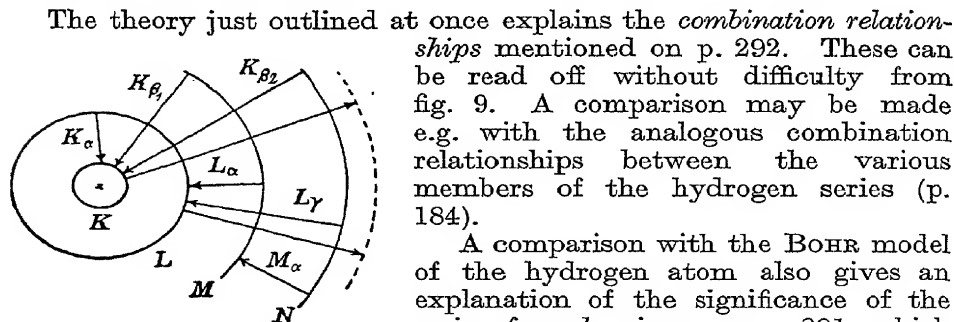 The theory just outlined at once explains the combination relation-
ships mentioned on p. 292. These can
be read off without difficulty from
fig. 9. A comparison may be made
e.g. with the analogous combination
relationships between the various
members of the hydrogen series (p.
184).
A comparison with the BOHR model
of the hydrogen atom also gives an
explanation of the significance of the
Kβ₁
Kβ₂
Kα
Lα
Lγ
K
L
Mα
M
N